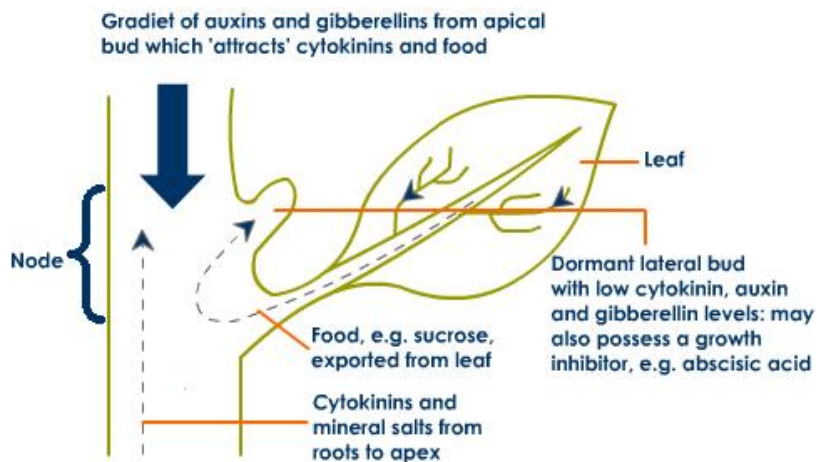 Gradiet of auxins and gibberellins from apical
bud which 'attracts' cytokinins and food
Leaf
Node
Dormant lateral bud
with low cytokinin, auxin
and gibberellin levels: may
also possess a growth
inhibitor, e.g. abscisic acid
Food, e.g. sucrose,
exported from leaf
Cytokinins and
mineral salts from
roots to apex